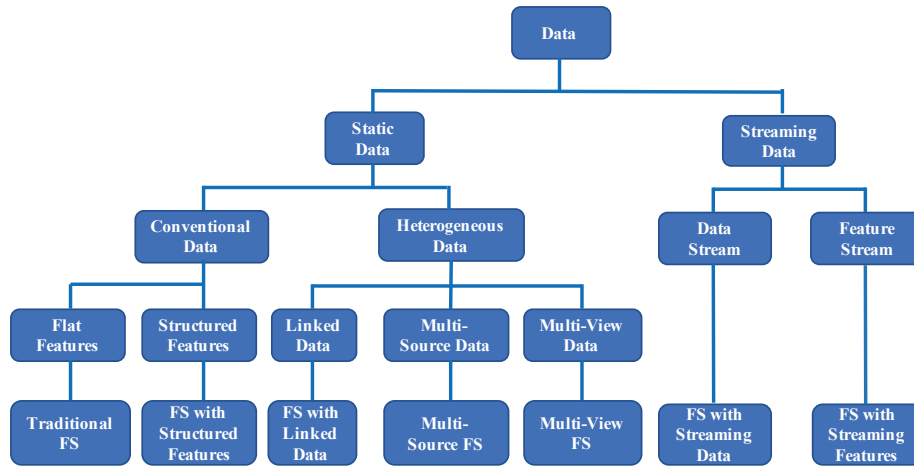 Data
Static
Data
Streaming
Data
Conventional
Data
Heterogeneous
Data
Data
Stream
Feature
Stream
Flat
Features
Structured
Features
Linked
Data
Multi-
Source Data
Multi-View
Data
Traditional
FS
FS with
Structured
Features
FS with
Linked
Data
Multi-
Source FS
Multi-View
FS
FS with
Streaming Data
FS with
Streaming
Features